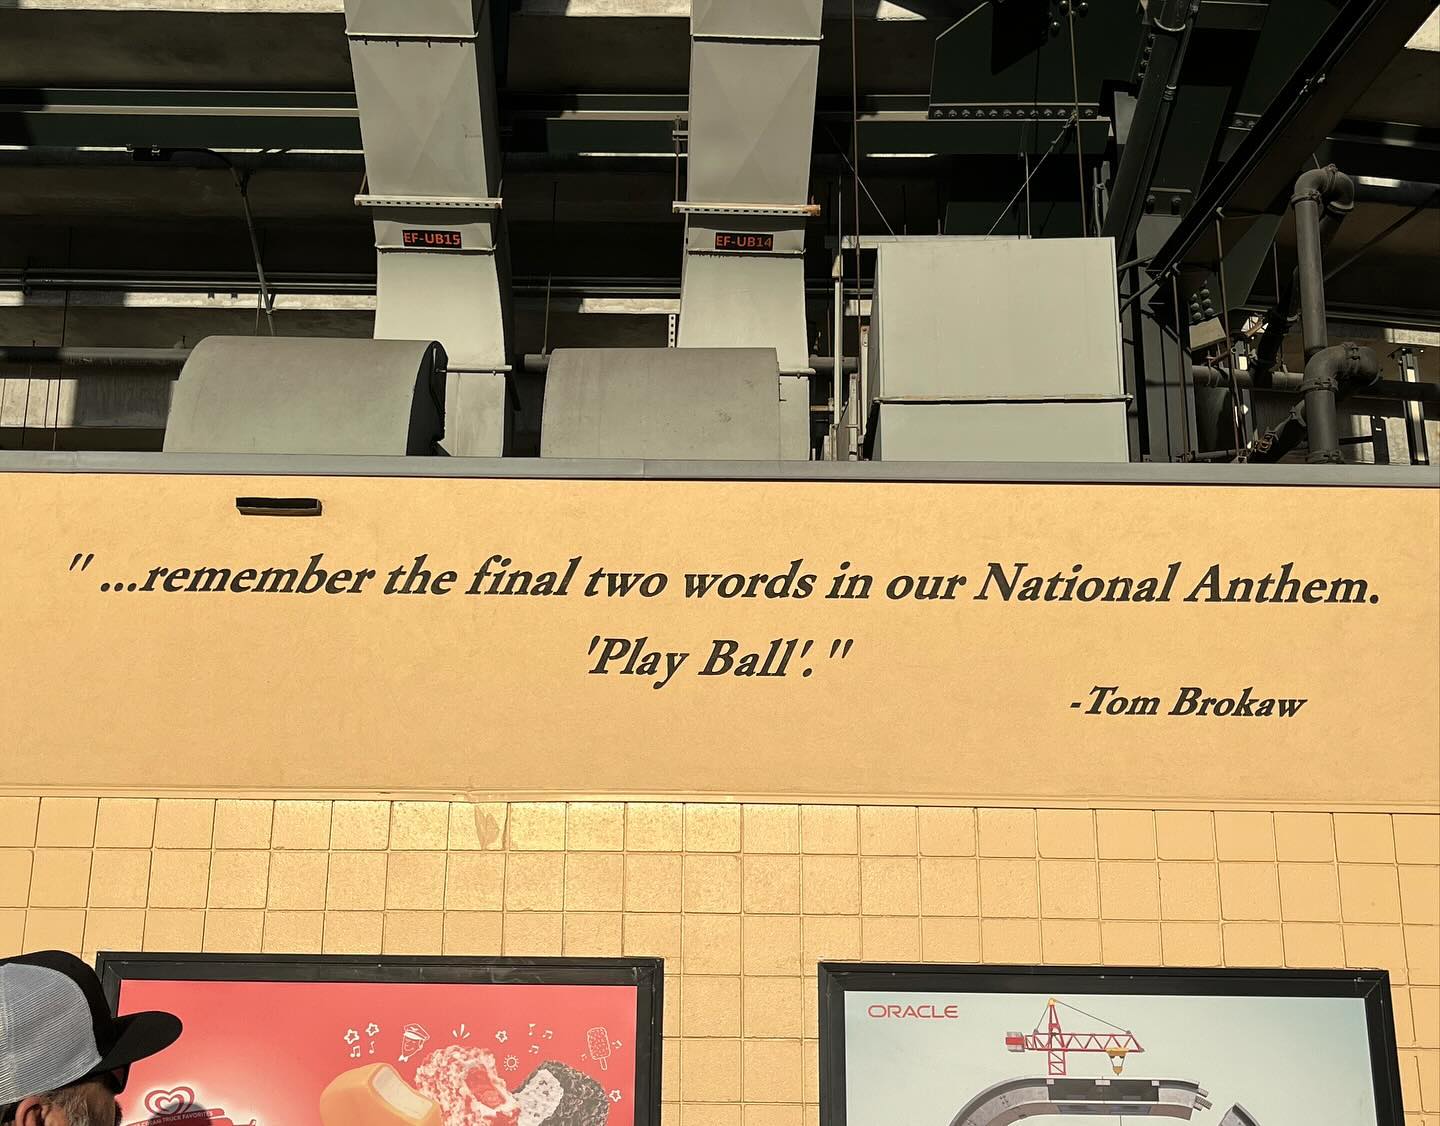 EF-UB15
EF-UB14
"...remember the final two words in our National Anthem.
'Play Ball'."
-Tom Brokaw
ORACLE